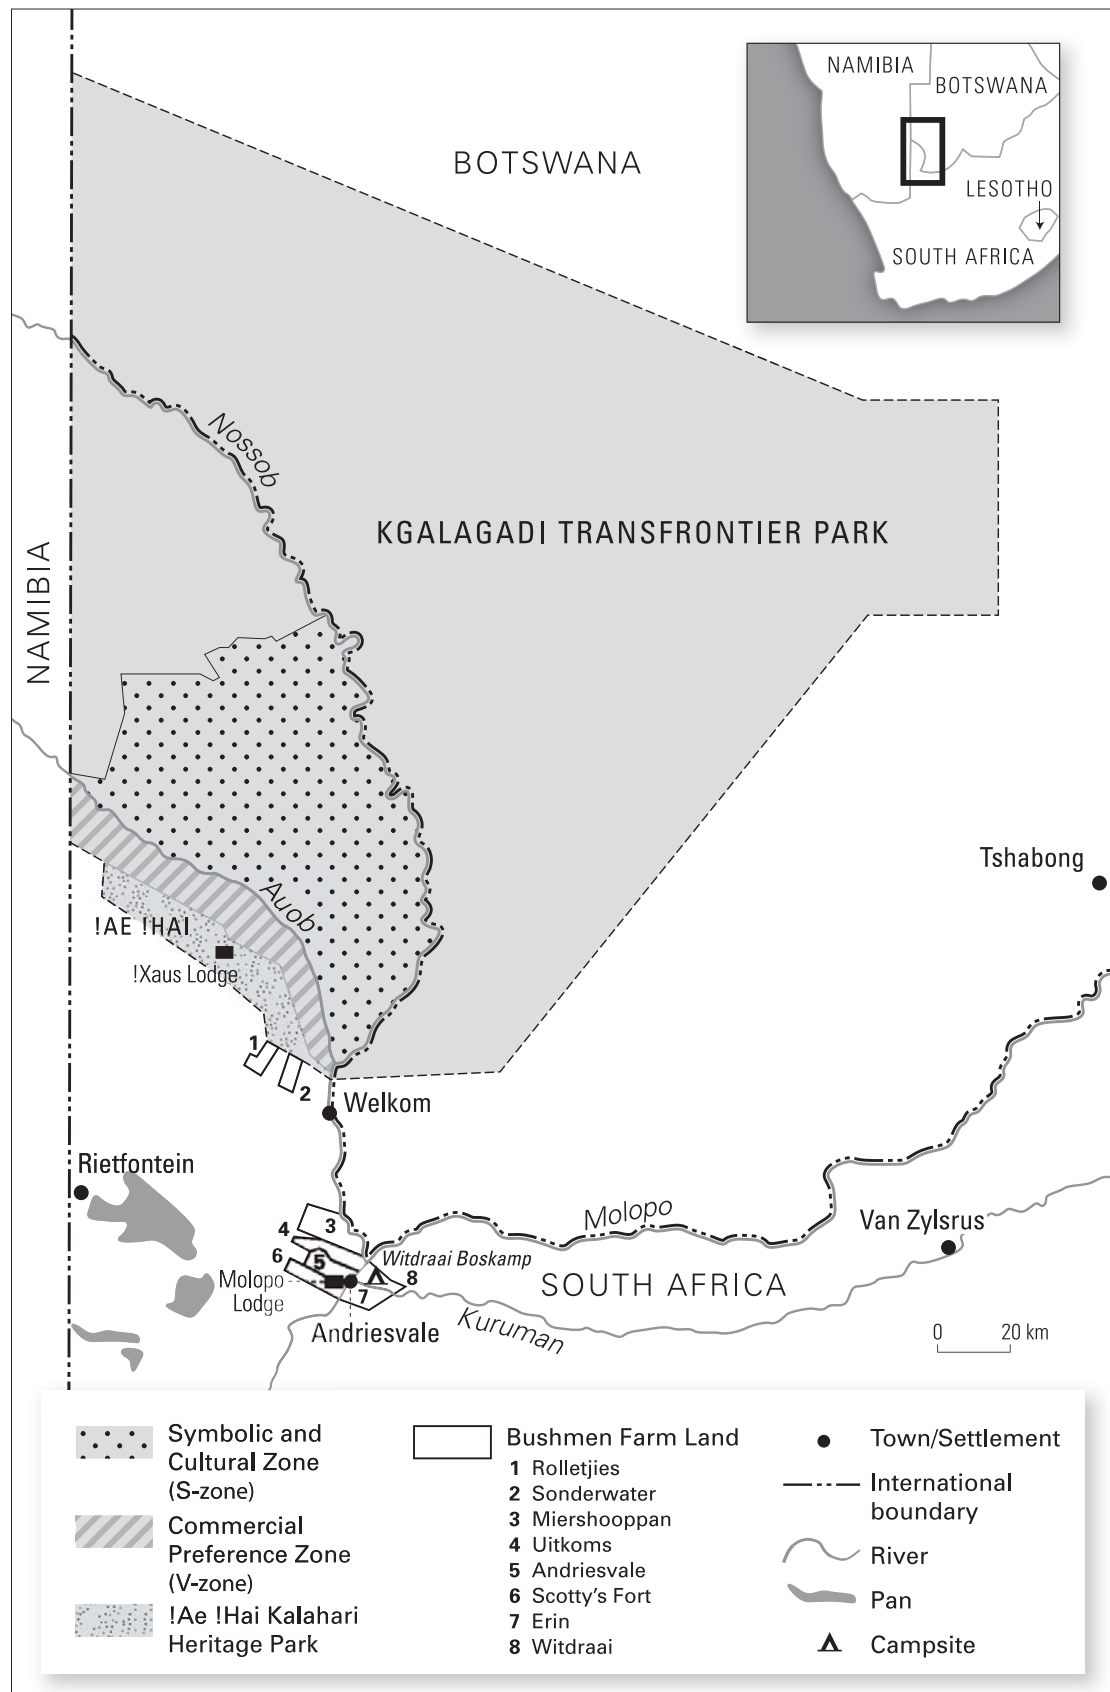 NAMIBIA
BOTSWANA
LESOTHO
SOUTH AFRICA
BOTSWANA
Nossob
KGALAGADI TRANSFRONTIER PARK
NAMIBIA
Tshabong
Auob
!AE !HAI
!Xaus Lodge
1
2
Welkom
Rietfontein
3
4
Molopo
Van Zylsrus
Witdraai Boskamp
5
6
8
SOUTH AFRICA
Molopo
Lodge
7
Kuruman
Andriesvale
0 20 km
Symbolic and
Cultural Zone
(S-zone)
Commercial
Preference Zone
(V-zone)
!Ae !Hai Kalahari
Heritage Park
Bushmen Farm Land
1 Rolletjies
2 Sonderwater
3 Miershooppan
4 Uitkoms
5 Andriesvale
6 Scotty's Fort
7 Erin
8 Witdraai
Town/Settlement
International
boundary
River
Pan
Campsite